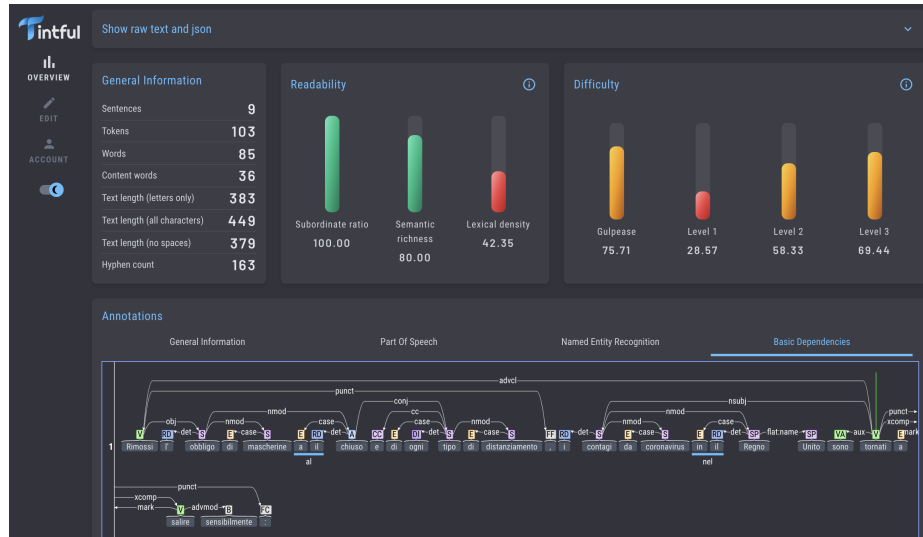 Tintful
Show raw text and json
OVERVIEW
EDIT
ACCOUNT
General Information
Sentences 9
Tokens 103
Words 85
Content words 36
Text length (letters only) 383
Text length (all characters) 449
Text length (no spaces) 379
Hyphen count 163
Readability
Subordinate ratio
100.00
Semantic richness
80.00
Lexical density
42.35
Difficulty
Gulpease
75.71
Level 1
28.57
Level 2
58.33
Level 3
69.44
Annotations
General Information Part Of Speech Named Entity Recognition Basic Dependencies
advcl
punct
conj nsubj
nmod cc nmod punct
obj nmod case case nmod case nmod case xcomp
det det det det det flat:name aux mark
V RD S E S E RD A CC E DI S E S FF RD S E S E RD SP SP VA V E
1 Rimossi l' obbligo di mascherine a il chiuso e di ogni tipo di distanziamento , i contagi da coronavirus in il Regno Unito sono tornati a
al nel
punct
xcomp
mark advmod
V B FC
salire sensibilmente :